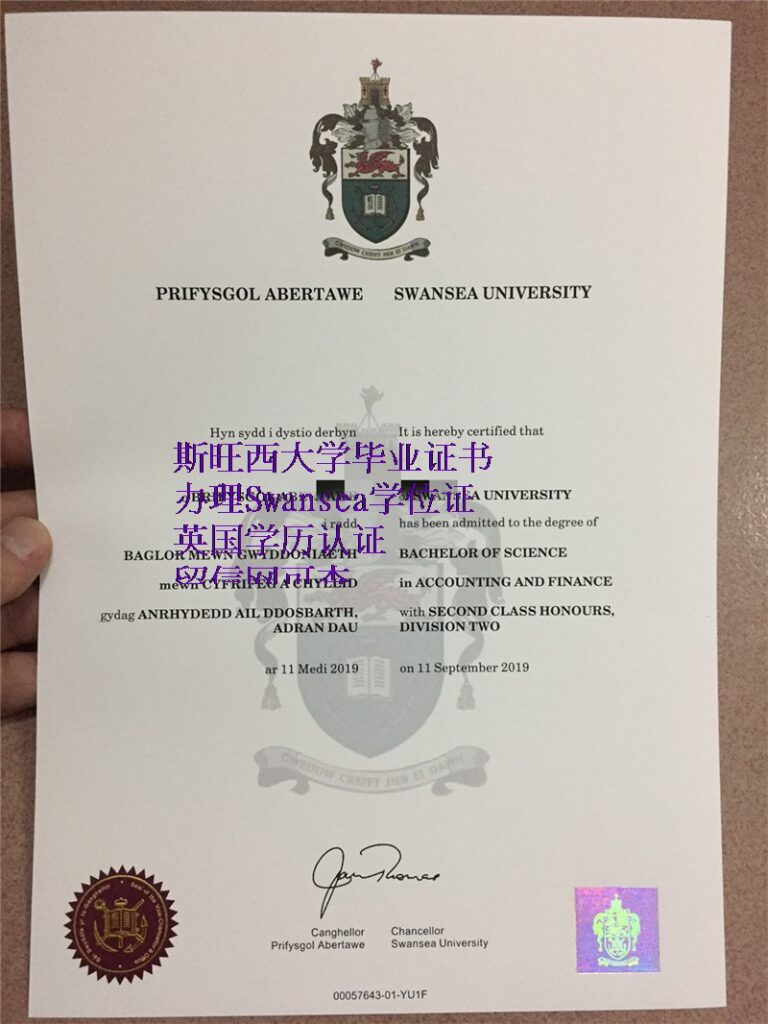 GWEDDW CREFFT HEB EI DAWN
PRIFYSGOL ABERTAWE SWANSEA UNIVERSITY
Hyn sydd i dystio derbyn It is hereby certified that
斯旺西大学毕业证书
SWANSEA UNIVERSITY
办理Swansea学位证
i radd has been admitted to the degree of
英国学历认证
BAGLOR MEWN GWYDDONIAETH BACHELOR OF SCIENCE
mewn CYFRIFEG A CHYLLID in ACCOUNTING AND FINANCE
gydag ANRHYDEDD AIL DDOSBARTH, with SECOND CLASS HONOURS,
ADRAN DAU DIVISION TWO
ar 11 Medi 2019 on 11 September 2019
GWEDDW CREFFT HEB EI DAWN
Canghellor Chancellor
Prifysgol Abertawe Swansea University
00057643-01-YU1F